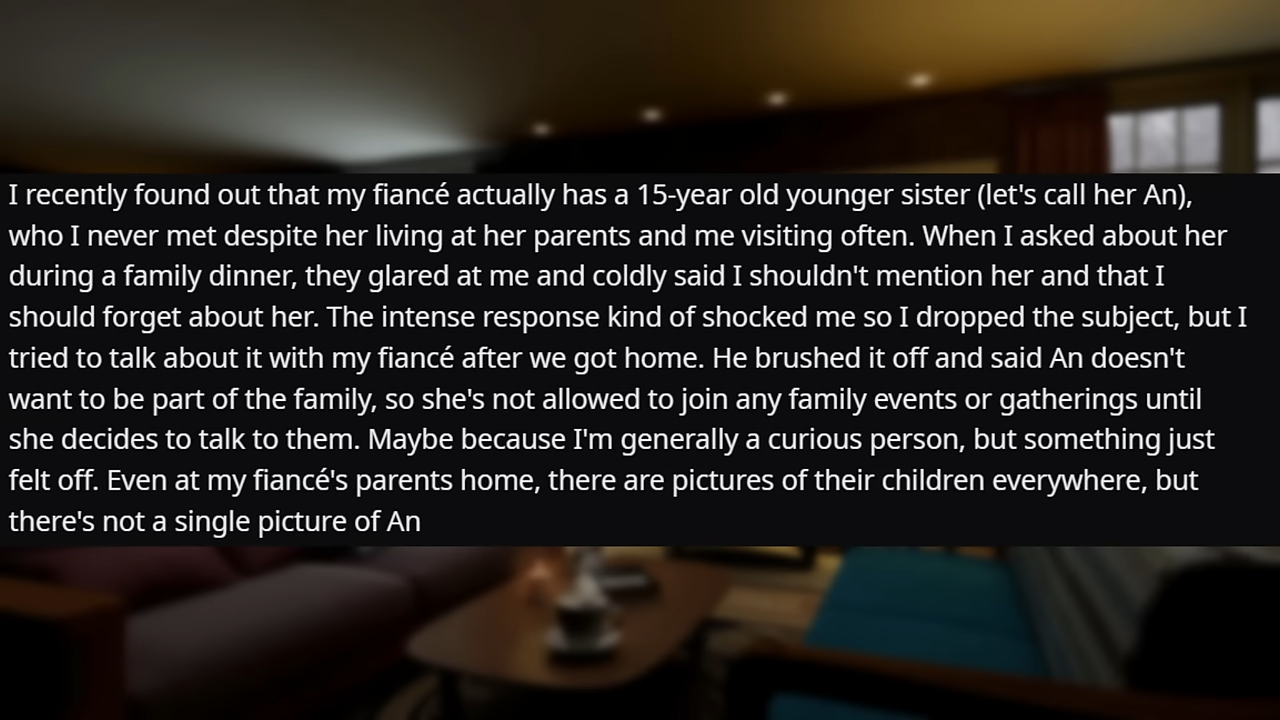 I recently found out that my fiancé actually has a 15-year old younger sister (let's call her An),
who I never met despite her living at her parents and me visiting often. When I asked about her
during a family dinner, they glared at me and coldly said I shouldn't mention her and that I
should forget about her. The intense response kind of shocked me so I dropped the subject, but I
tried to talk about it with my fiancé after we got home. He brushed it off and said An doesn't
want to be part of the family, so she's not allowed to join any family events or gatherings until
she decides to talk to them. Maybe because I'm generally a curious person, but something just
felt off. Even at my fiancé's parents home, there are pictures of their children everywhere, but
there's not a single picture of An